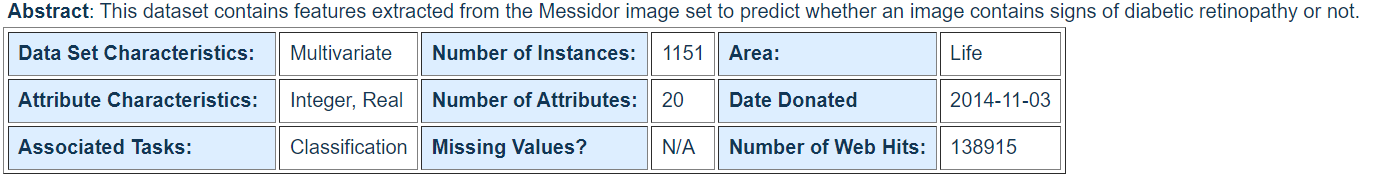 Abstract: This dataset contains features extracted from the Messidor image set to predict whether an image contains signs of diabetic retinopathy or not.
Data Set Characteristics: Multivariate Number of Instances: 1151 Area: Life
Attribute Characteristics: Integer, Real Number of Attributes: 20 Date Donated 2014-11-03
Associated Tasks: Classification Missing Values? N/A Number of Web Hits: 138915